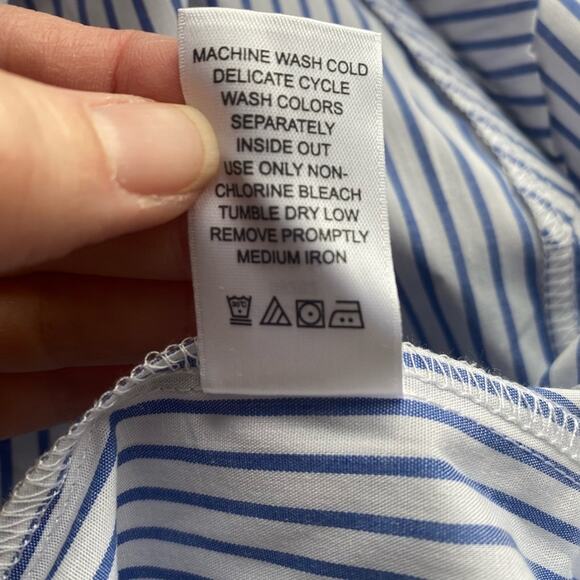 MACHINE WASH COLD
DELICATE CYCLE
WASH COLORS
SEPARATELY
INSIDE OUT
USE ONLY NON-
CHLORINE BLEACH
TUMBLE DRY LOW
REMOVE PROMPTLY
MEDIUM IRON
30°C